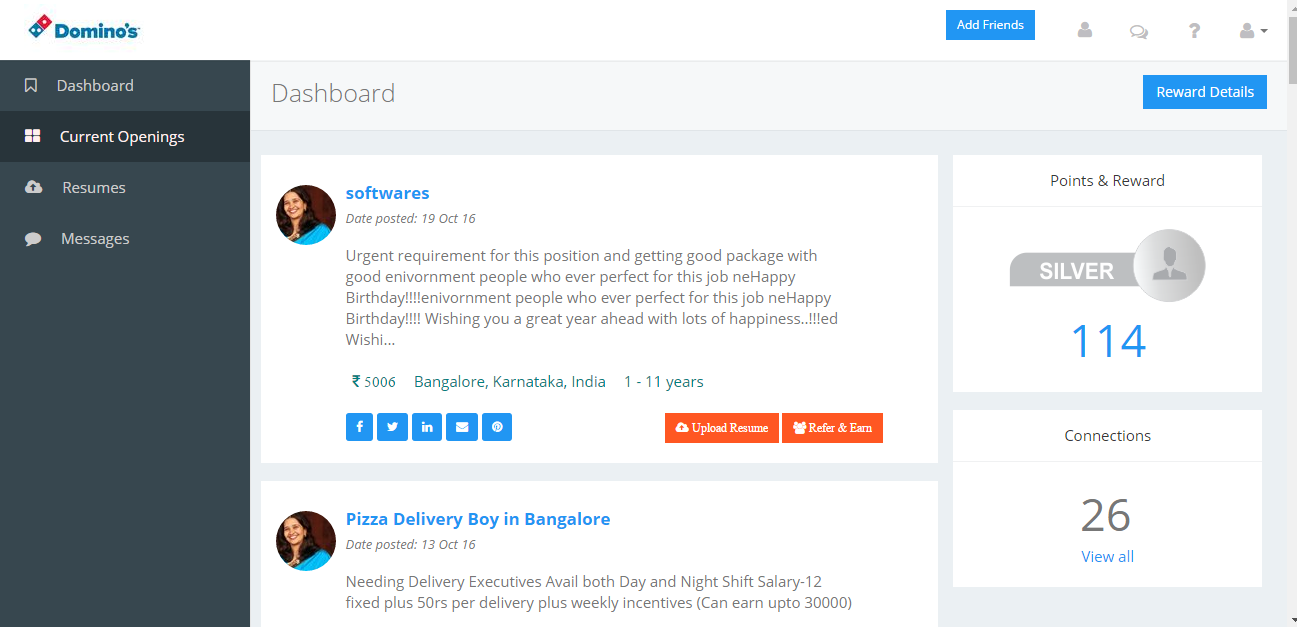 Domino's
Add Friends
?
Dashboard
Current Openings
Resumes
Messages
Dashboard
Reward Details
softwares
Date posted: 19 Oct 16
Urgent requirement for this position and getting good package with
good enivornment people who ever perfect for this job neHappy
Birthday!!!!enivornment people who ever perfect for this job neHappy
Birthday!!!! Wishing you a great year ahead with lots of happiness..!!!ed
Wishi...
₹ 5006 Bangalore, Karnataka, India 1 - 11 years
Upload Resume Refer & Earn
Pizza Delivery Boy in Bangalore
Date posted: 13 Oct 16
Needing Delivery Executives Avail both Day and Night Shift Salary-12
fixed plus 50rs per delivery plus weekly incentives (Can earn upto 30000)
Points & Reward
SILVER
114
Connections
26
View all